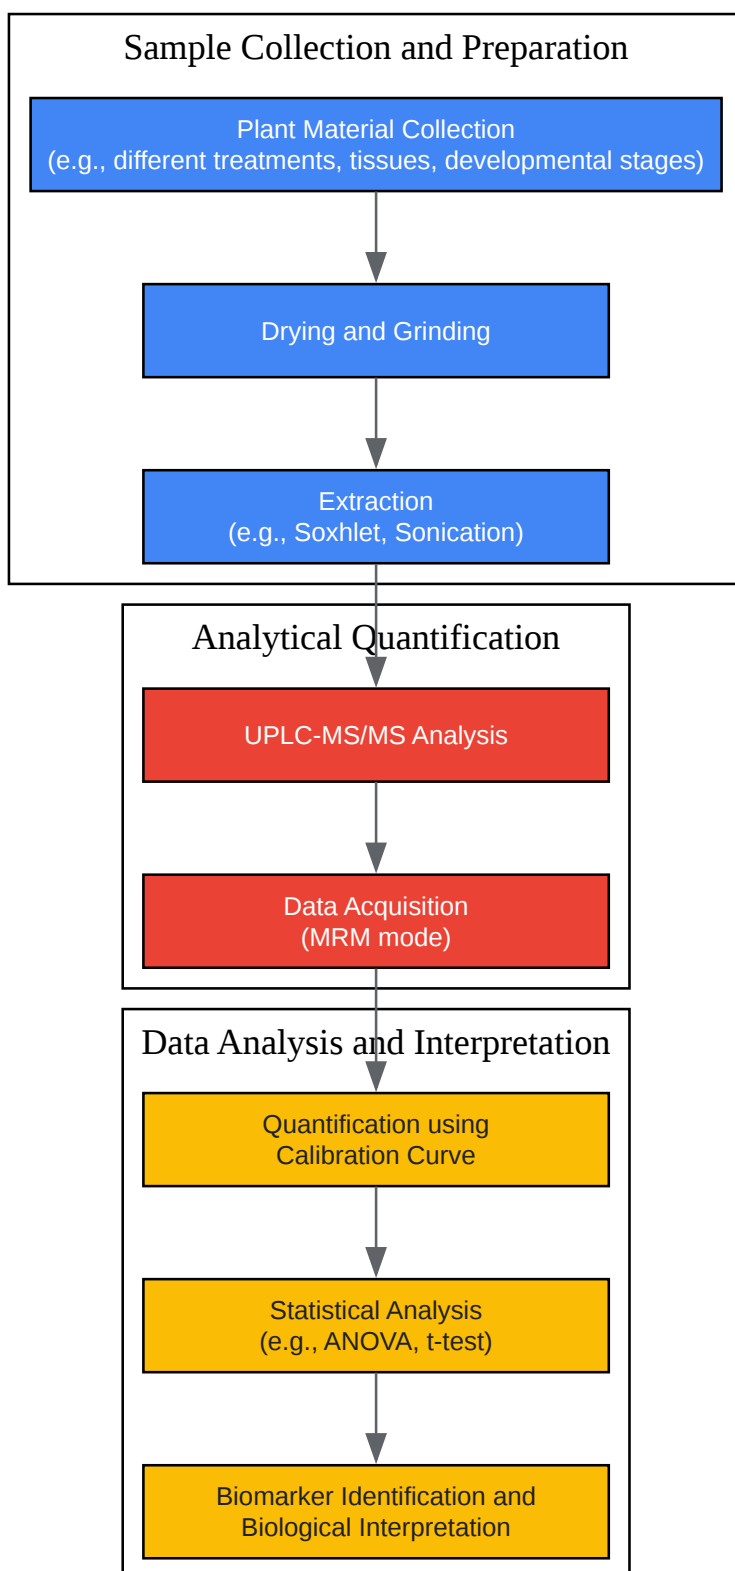 Sample Collection and Preparation
Plant Material Collection
(e.g., different treatments, tissues, developmental stages)
Drying and Grinding
Extraction
(e.g., Soxhlet, Sonication)
Analytical Quantification
UPLC-MS/MS Analysis
Data Acquisition
(MRM mode)
Data Analysis and Interpretation
Quantification using
Calibration Curve
Statistical Analysis
(e.g., ANOVA, t-test)
Biomarker Identification and
Biological Interpretation